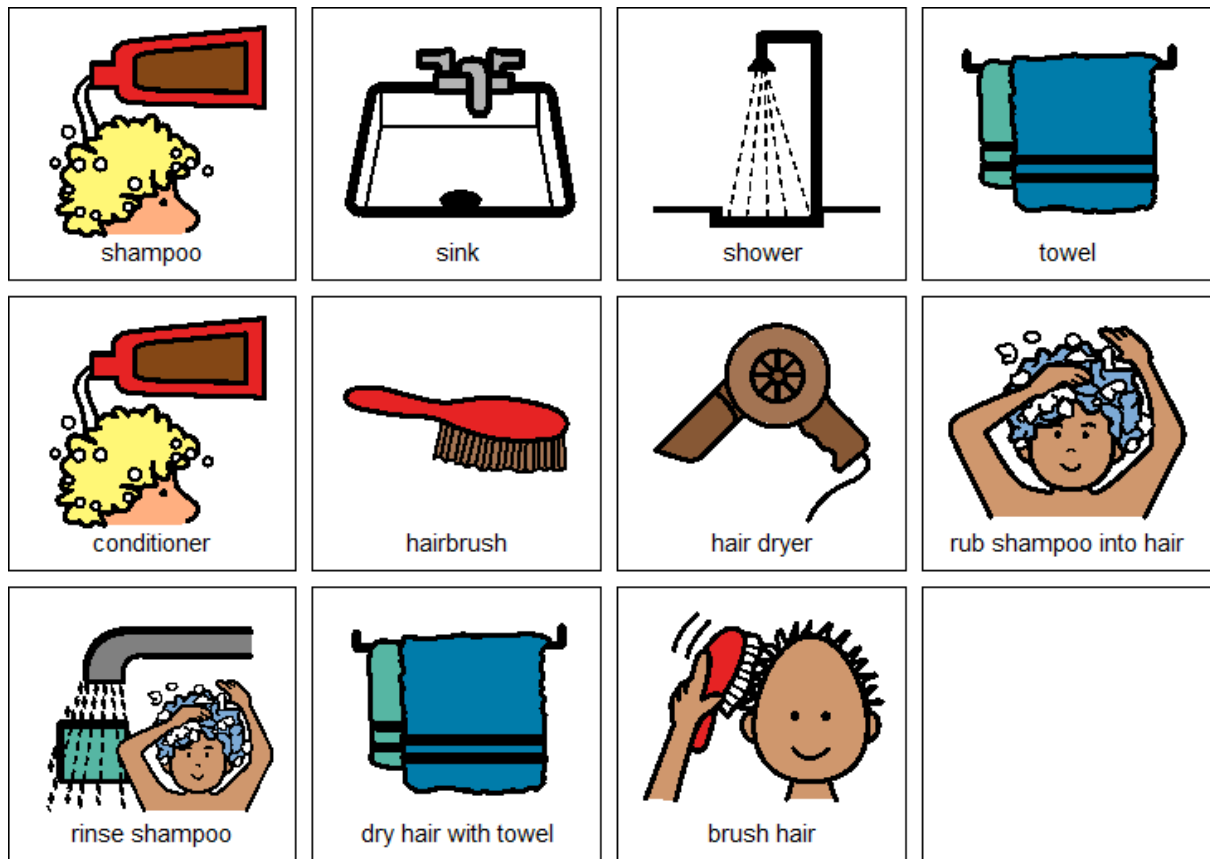 shampoo
sink
shower
towel
conditioner
hairbrush
hair dryer
rub shampoo into hair
rinse shampoo
dry hair with towel
brush hair